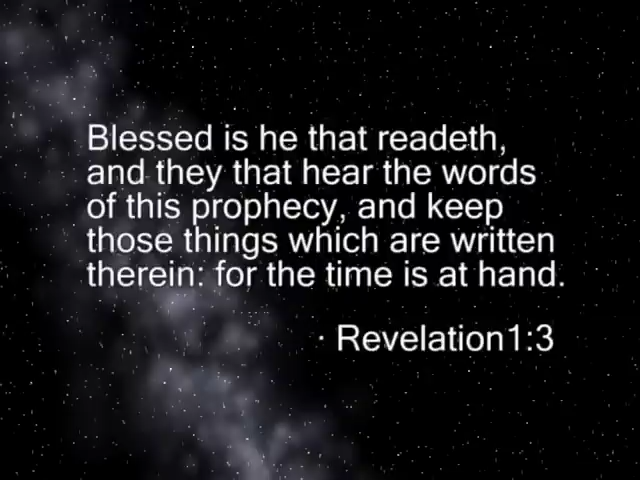 Blessed is he that readeth,
and they that hear the words
of this prophecy, and keep
those things which are written
therein: for the time is at hand.
· Revelation1:3